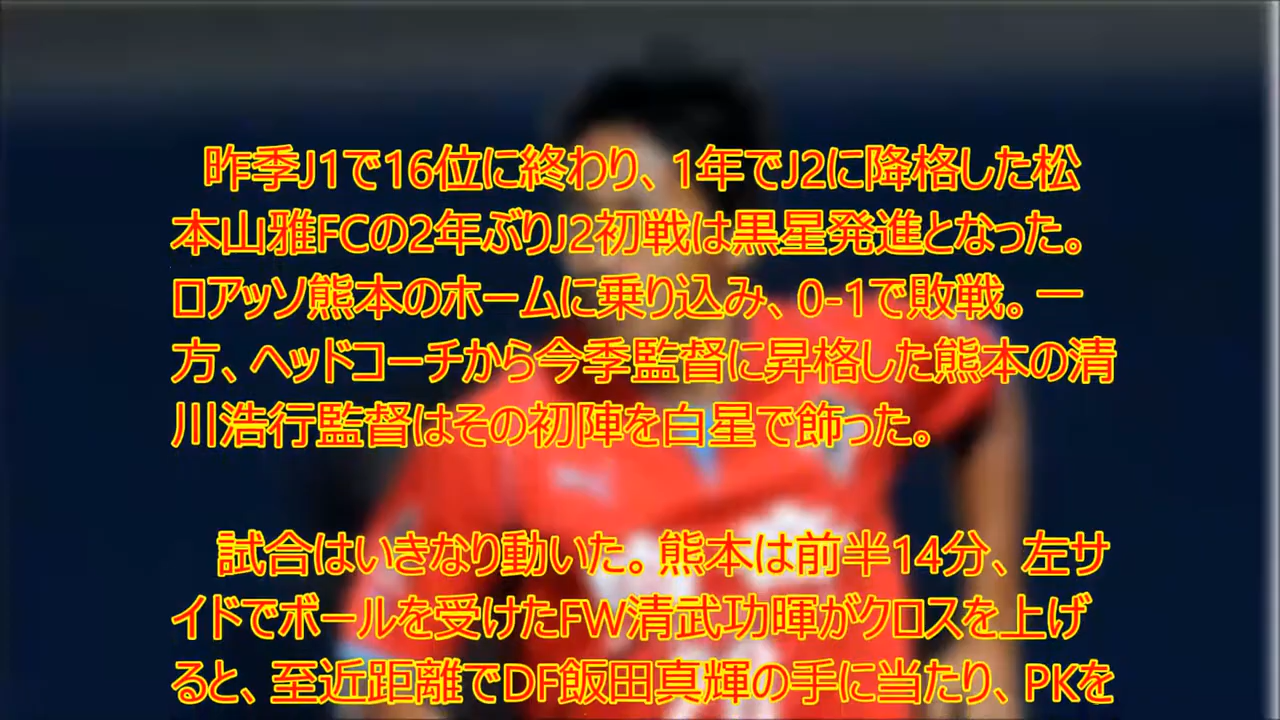 昨季J1で16位に終わり、1年でJ2に降格した松
本山雅FCの2年ぶりJ2初戦は黒星発進となった。
ロアッソ熊本のホームに乗り込み、0-1で敗戦。一
方、ヘッドコーチから今季監督に昇格した熊本の清
川浩行監督はその初陣を白星で飾った。
試合はいきなり動いた。熊本は前半14分、左サ
イドでボールを受けたFW清武功暉がクロスを上げ
ると、至近距離でDF飯田真輝の手に当たり、PKを